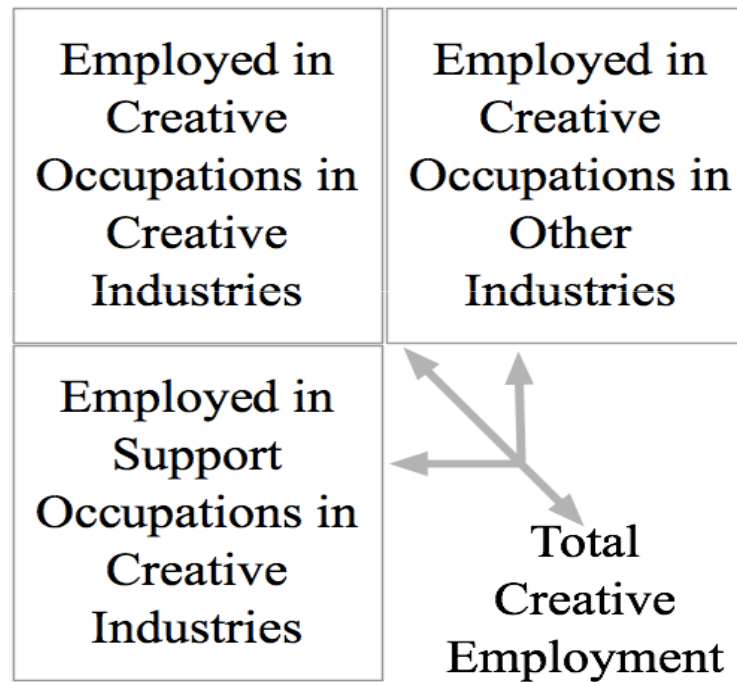 Employed in
Creative
Occupations in
Creative
Industries
Employed in
Creative
Occupations in
Other
Industries
Employed in
Support
Occupations in
Creative
Industries
Total
Creative
Employment